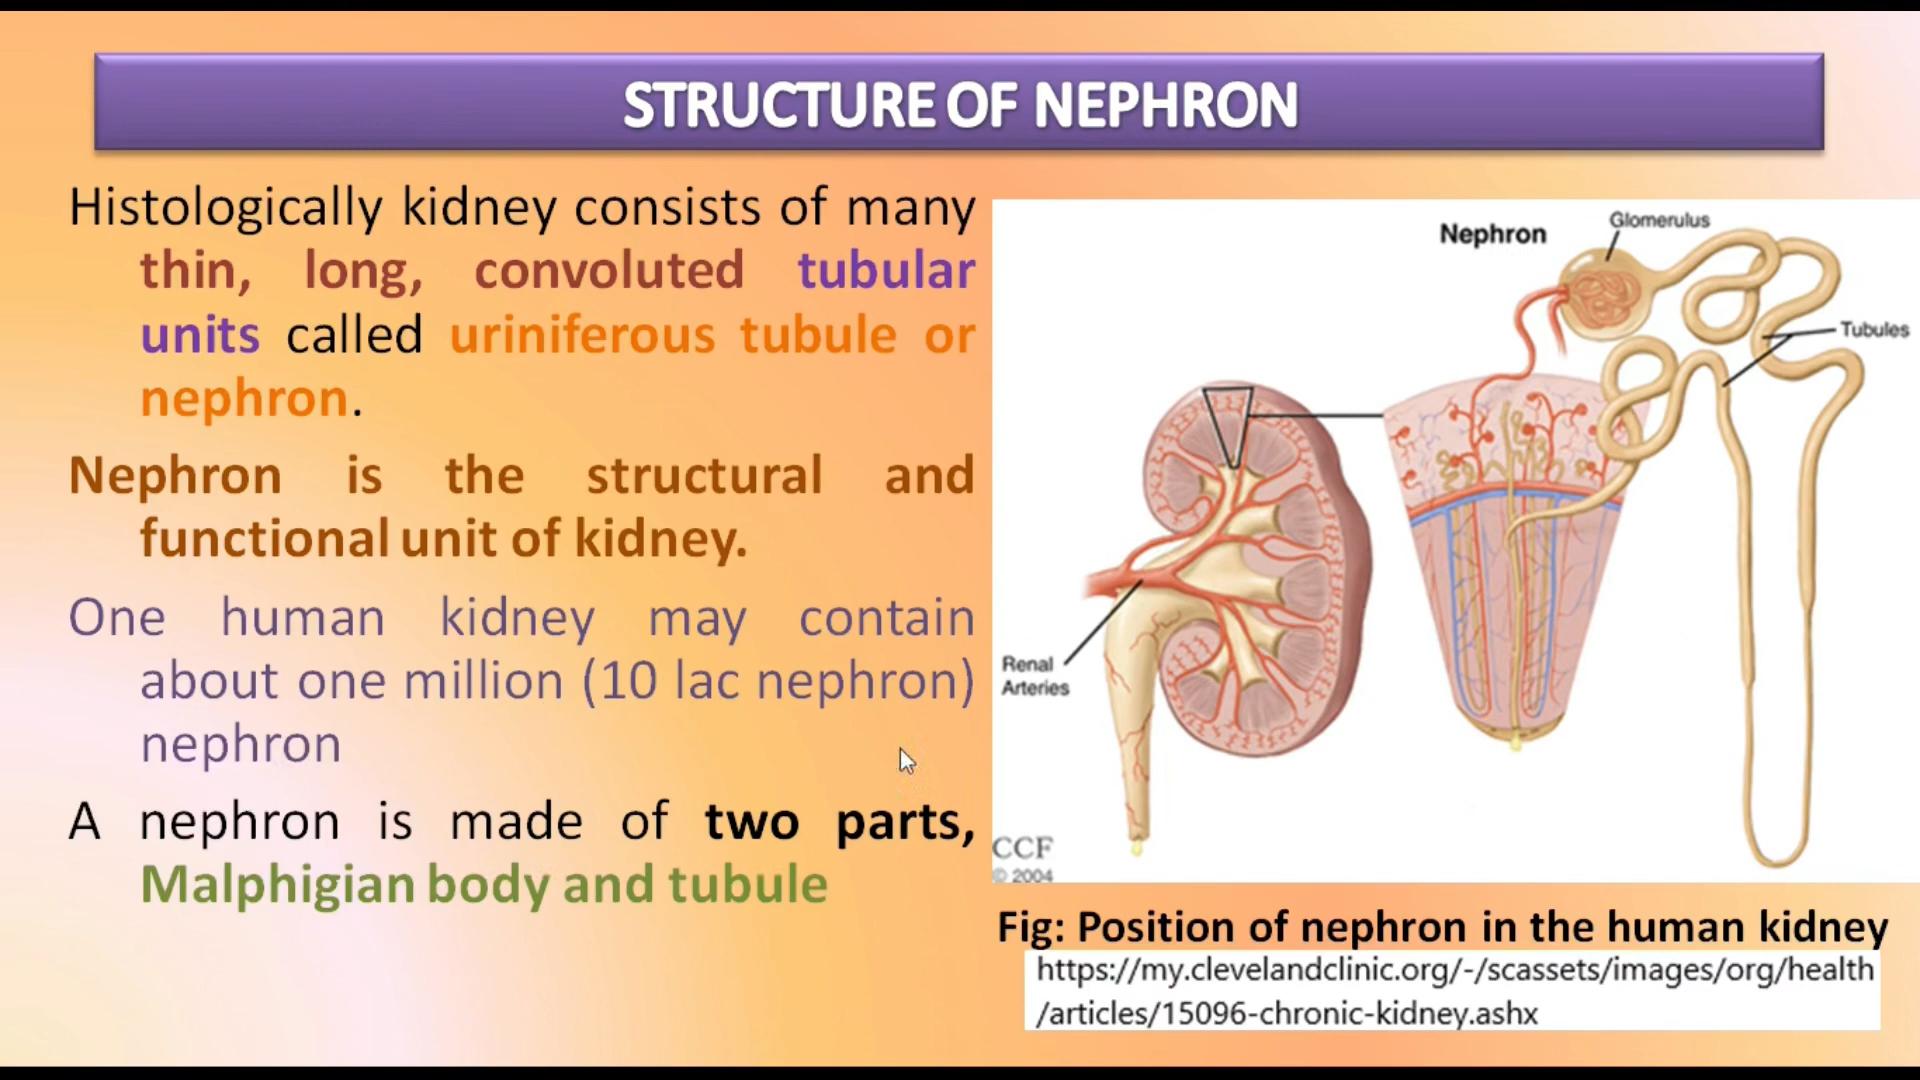 STRUCTURE OF NEPHRON
Histologically kidney consists of many
thin, long, convoluted tubular
units called uriniferous tubule or
nephron.
Nephron is the structural and
functional unit of kidney.
One human kidney may contain
about one million (10 lac nephron)
nephron
A nephron is made of two parts,
Malphigian body and tubule
Nephron
Glomerulus
Tubules
Renal
Arteries
CCF
© 2004
Fig: Position of nephron in the human kidney
https://my.clevelandclinic.org/-/scassets/images/org/health
/articles/15096-chronic-kidney.ashx